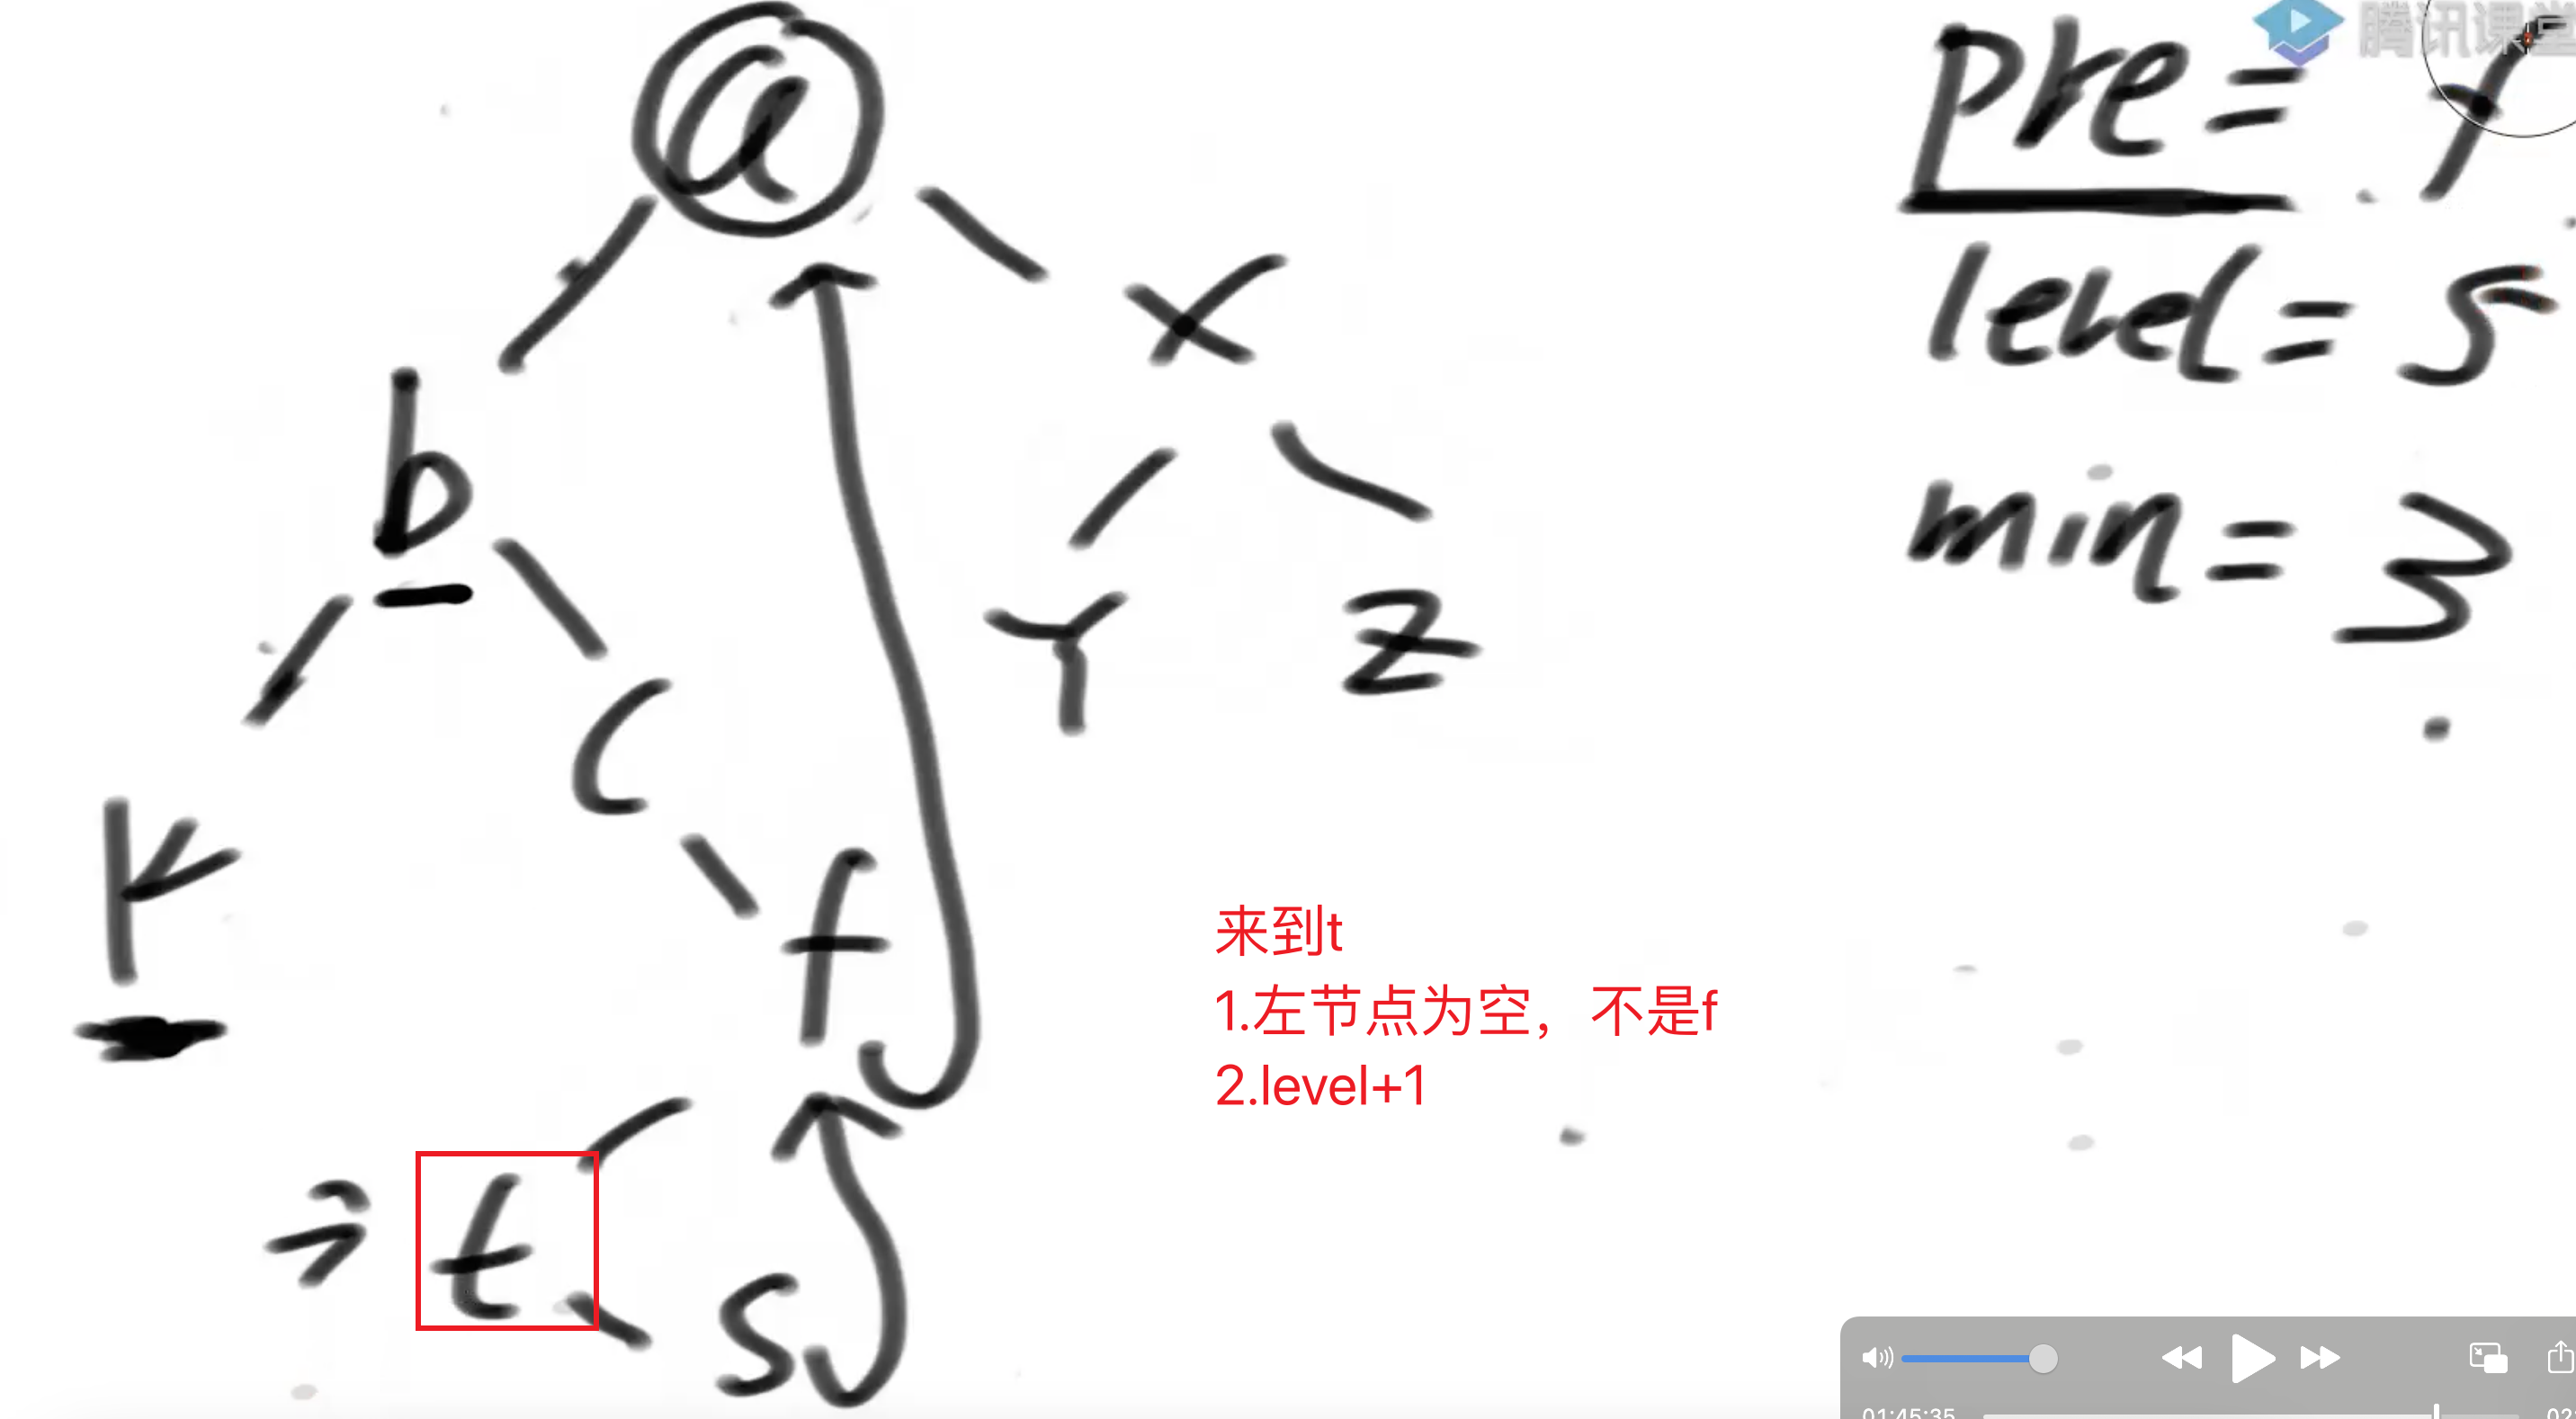 腾讯课堂
a
pre= f
level= 5
min= 3
b
x
Y
Z
k
c
f
t
s
来到t
1.左节点为空，不是f
2.level+1
01:45:35